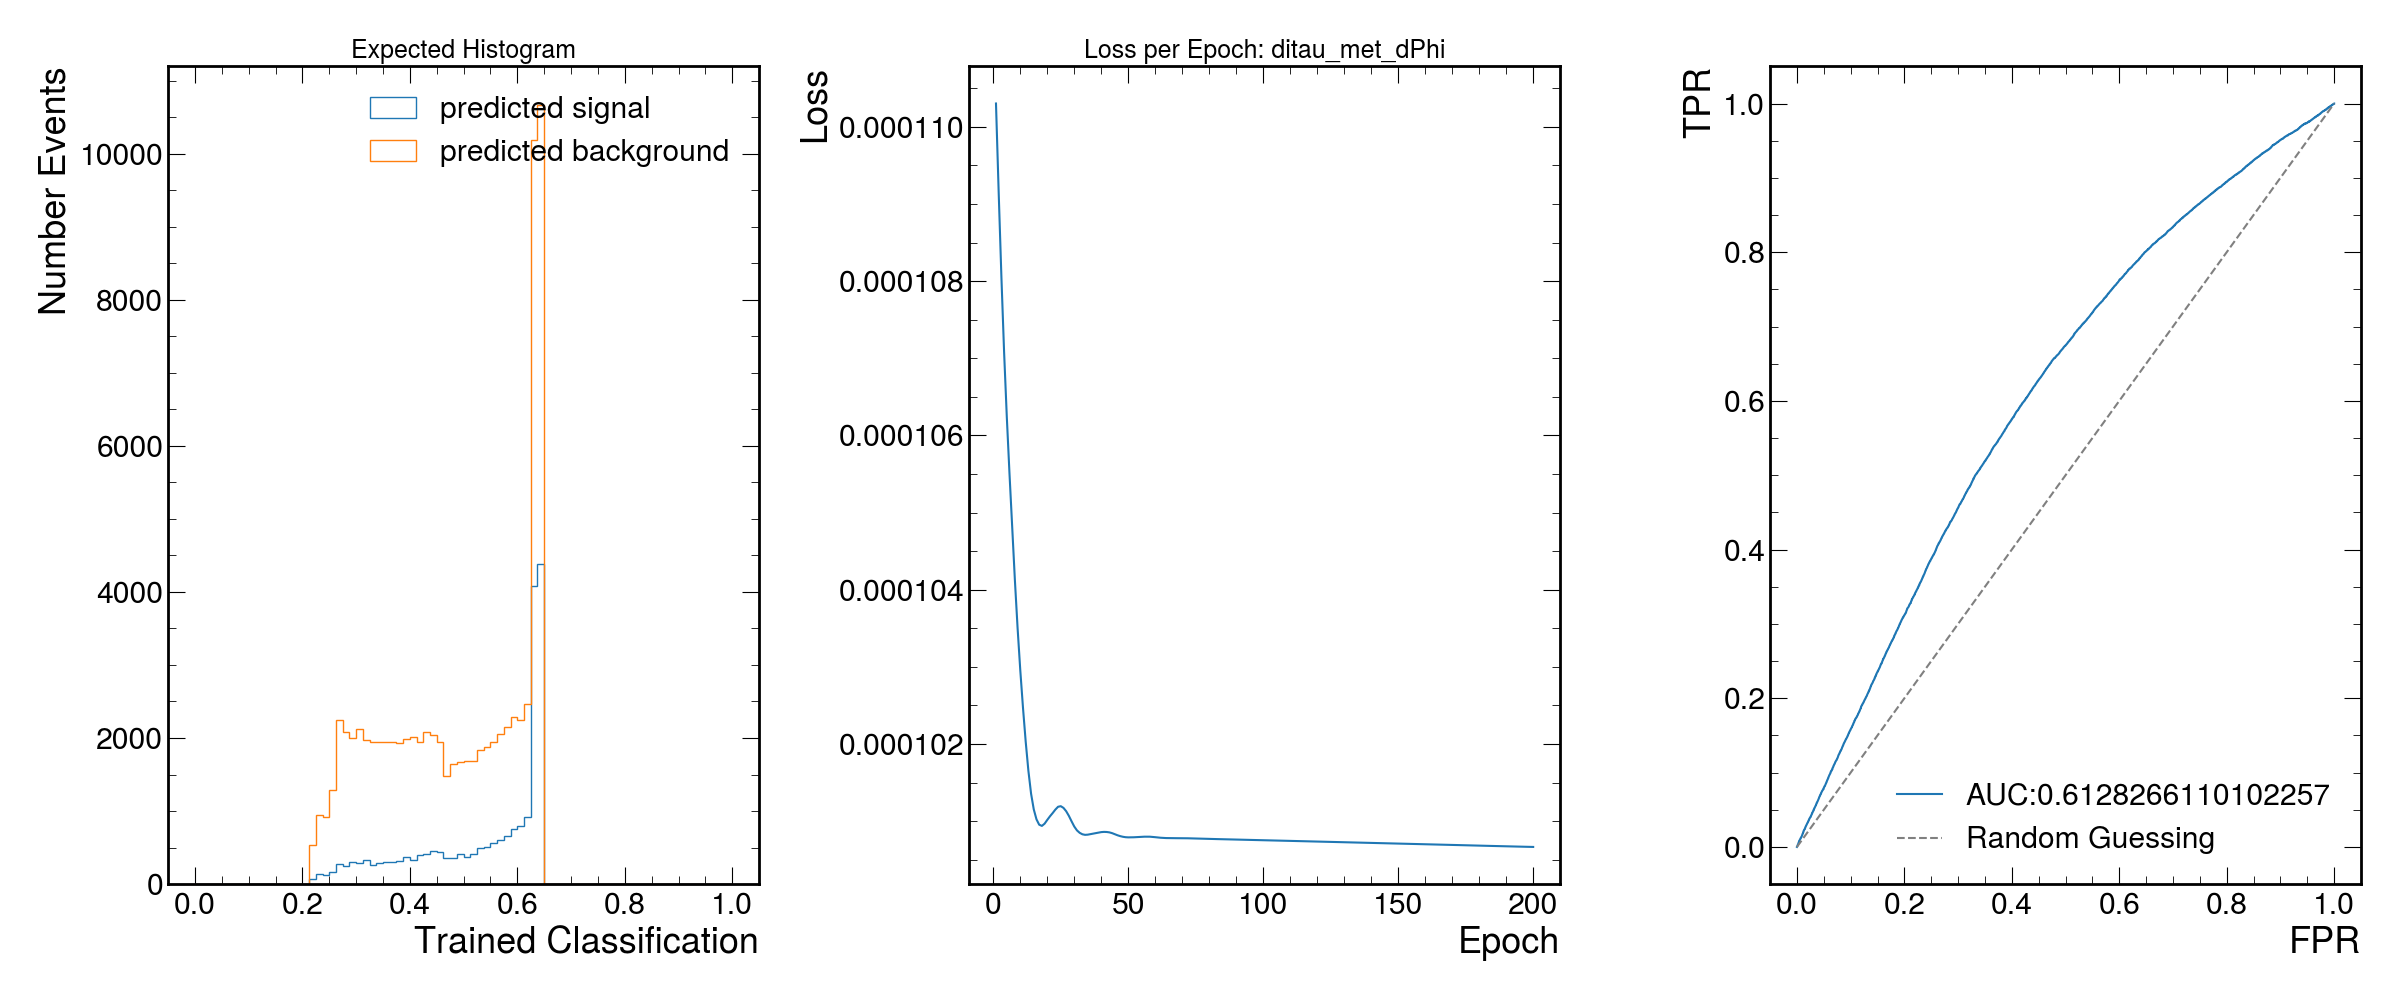 Expected Histogram
Number Events
predicted signal
predicted background
10000
8000
6000
4000
2000
0
0.0 0.2 0.4 0.6 0.8 1.0
Trained Classification
Loss per Epoch: ditau_met_dPhi
Loss
0.000110
0.000108
0.000106
0.000104
0.000102
0 50 100 150 200
Epoch
TPR
1.0
0.8
0.6
0.4
0.2
0.0
AUC:0.6128266110102257
Random Guessing
0.0 0.2 0.4 0.6 0.8 1.0
FPR